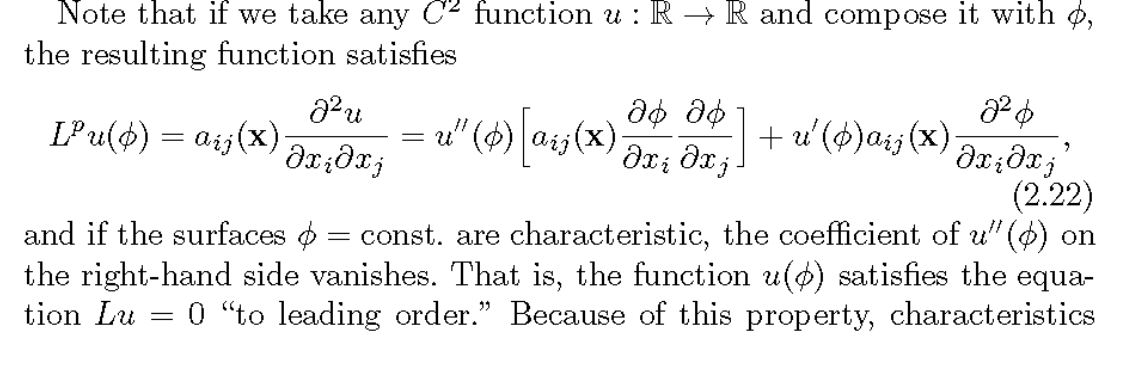 Note that if we take any C² function u : ℝ → ℝ and compose it with ϕ,
the resulting function satisfies
L^p u(ϕ) = a_{ij}(𝐱) ∂²u/∂x_i∂x_j = u″(ϕ)[a_{ij}(𝐱) ∂ϕ/∂x_i ∂ϕ/∂x_j] + u′(ϕ)a_{ij}(𝐱) ∂²ϕ/∂x_i∂x_j,
(2.22)
and if the surfaces ϕ = const. are characteristic, the coefficient of u″(ϕ) on
the right-hand side vanishes. That is, the function u(ϕ) satisfies the equa-
tion Lu = 0 “to leading order.” Because of this property, characteristics